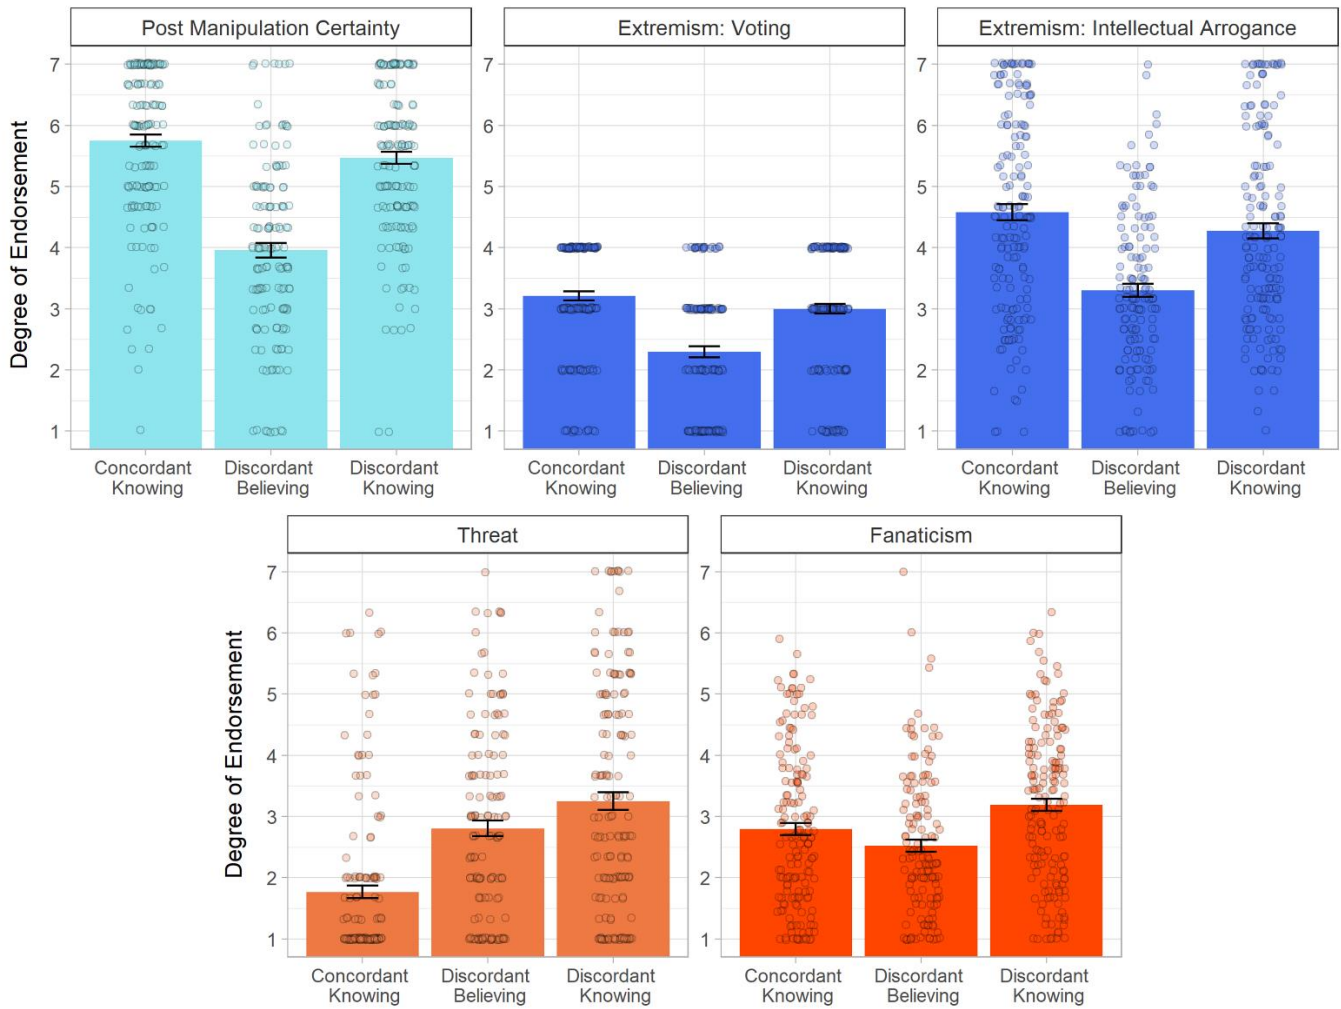 Post Manipulation Certainty
Extremism: Voting
Extremism: Intellectual Arrogance
Degree of Endorsement
7
6
5
4
3
2
1
7
6
5
4
3
2
1
7
6
5
4
3
2
1
Concordant
Knowing
Discordant
Believing
Discordant
Knowing
Concordant
Knowing
Discordant
Believing
Discordant
Knowing
Concordant
Knowing
Discordant
Believing
Discordant
Knowing
Threat
Fanaticism
Degree of Endorsement
7
6
5
4
3
2
1
7
6
5
4
3
2
1
Concordant
Knowing
Discordant
Believing
Discordant
Knowing
Concordant
Knowing
Discordant
Believing
Discordant
Knowing